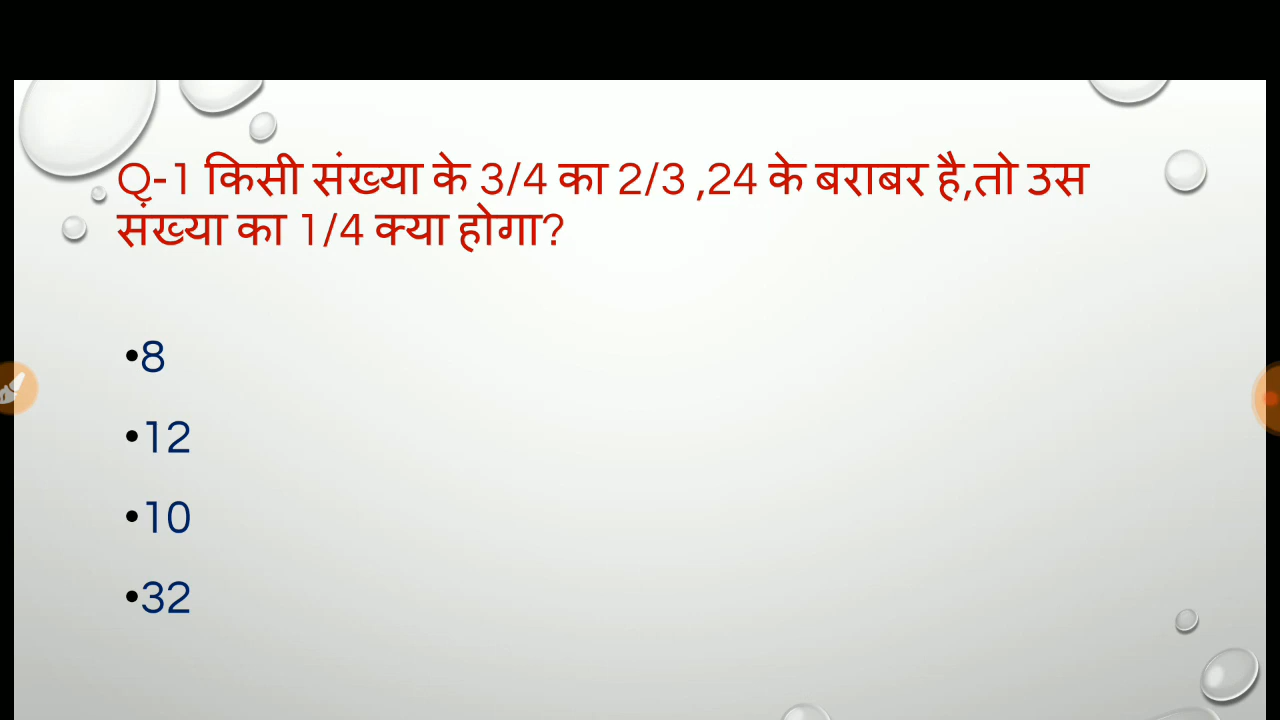 Q-1 किसी संख्या के 3/4 का 2/3 ,24 के बराबर है,तो उस
संख्या का 1/4 क्या होगा?
•8
•12
•10
•32